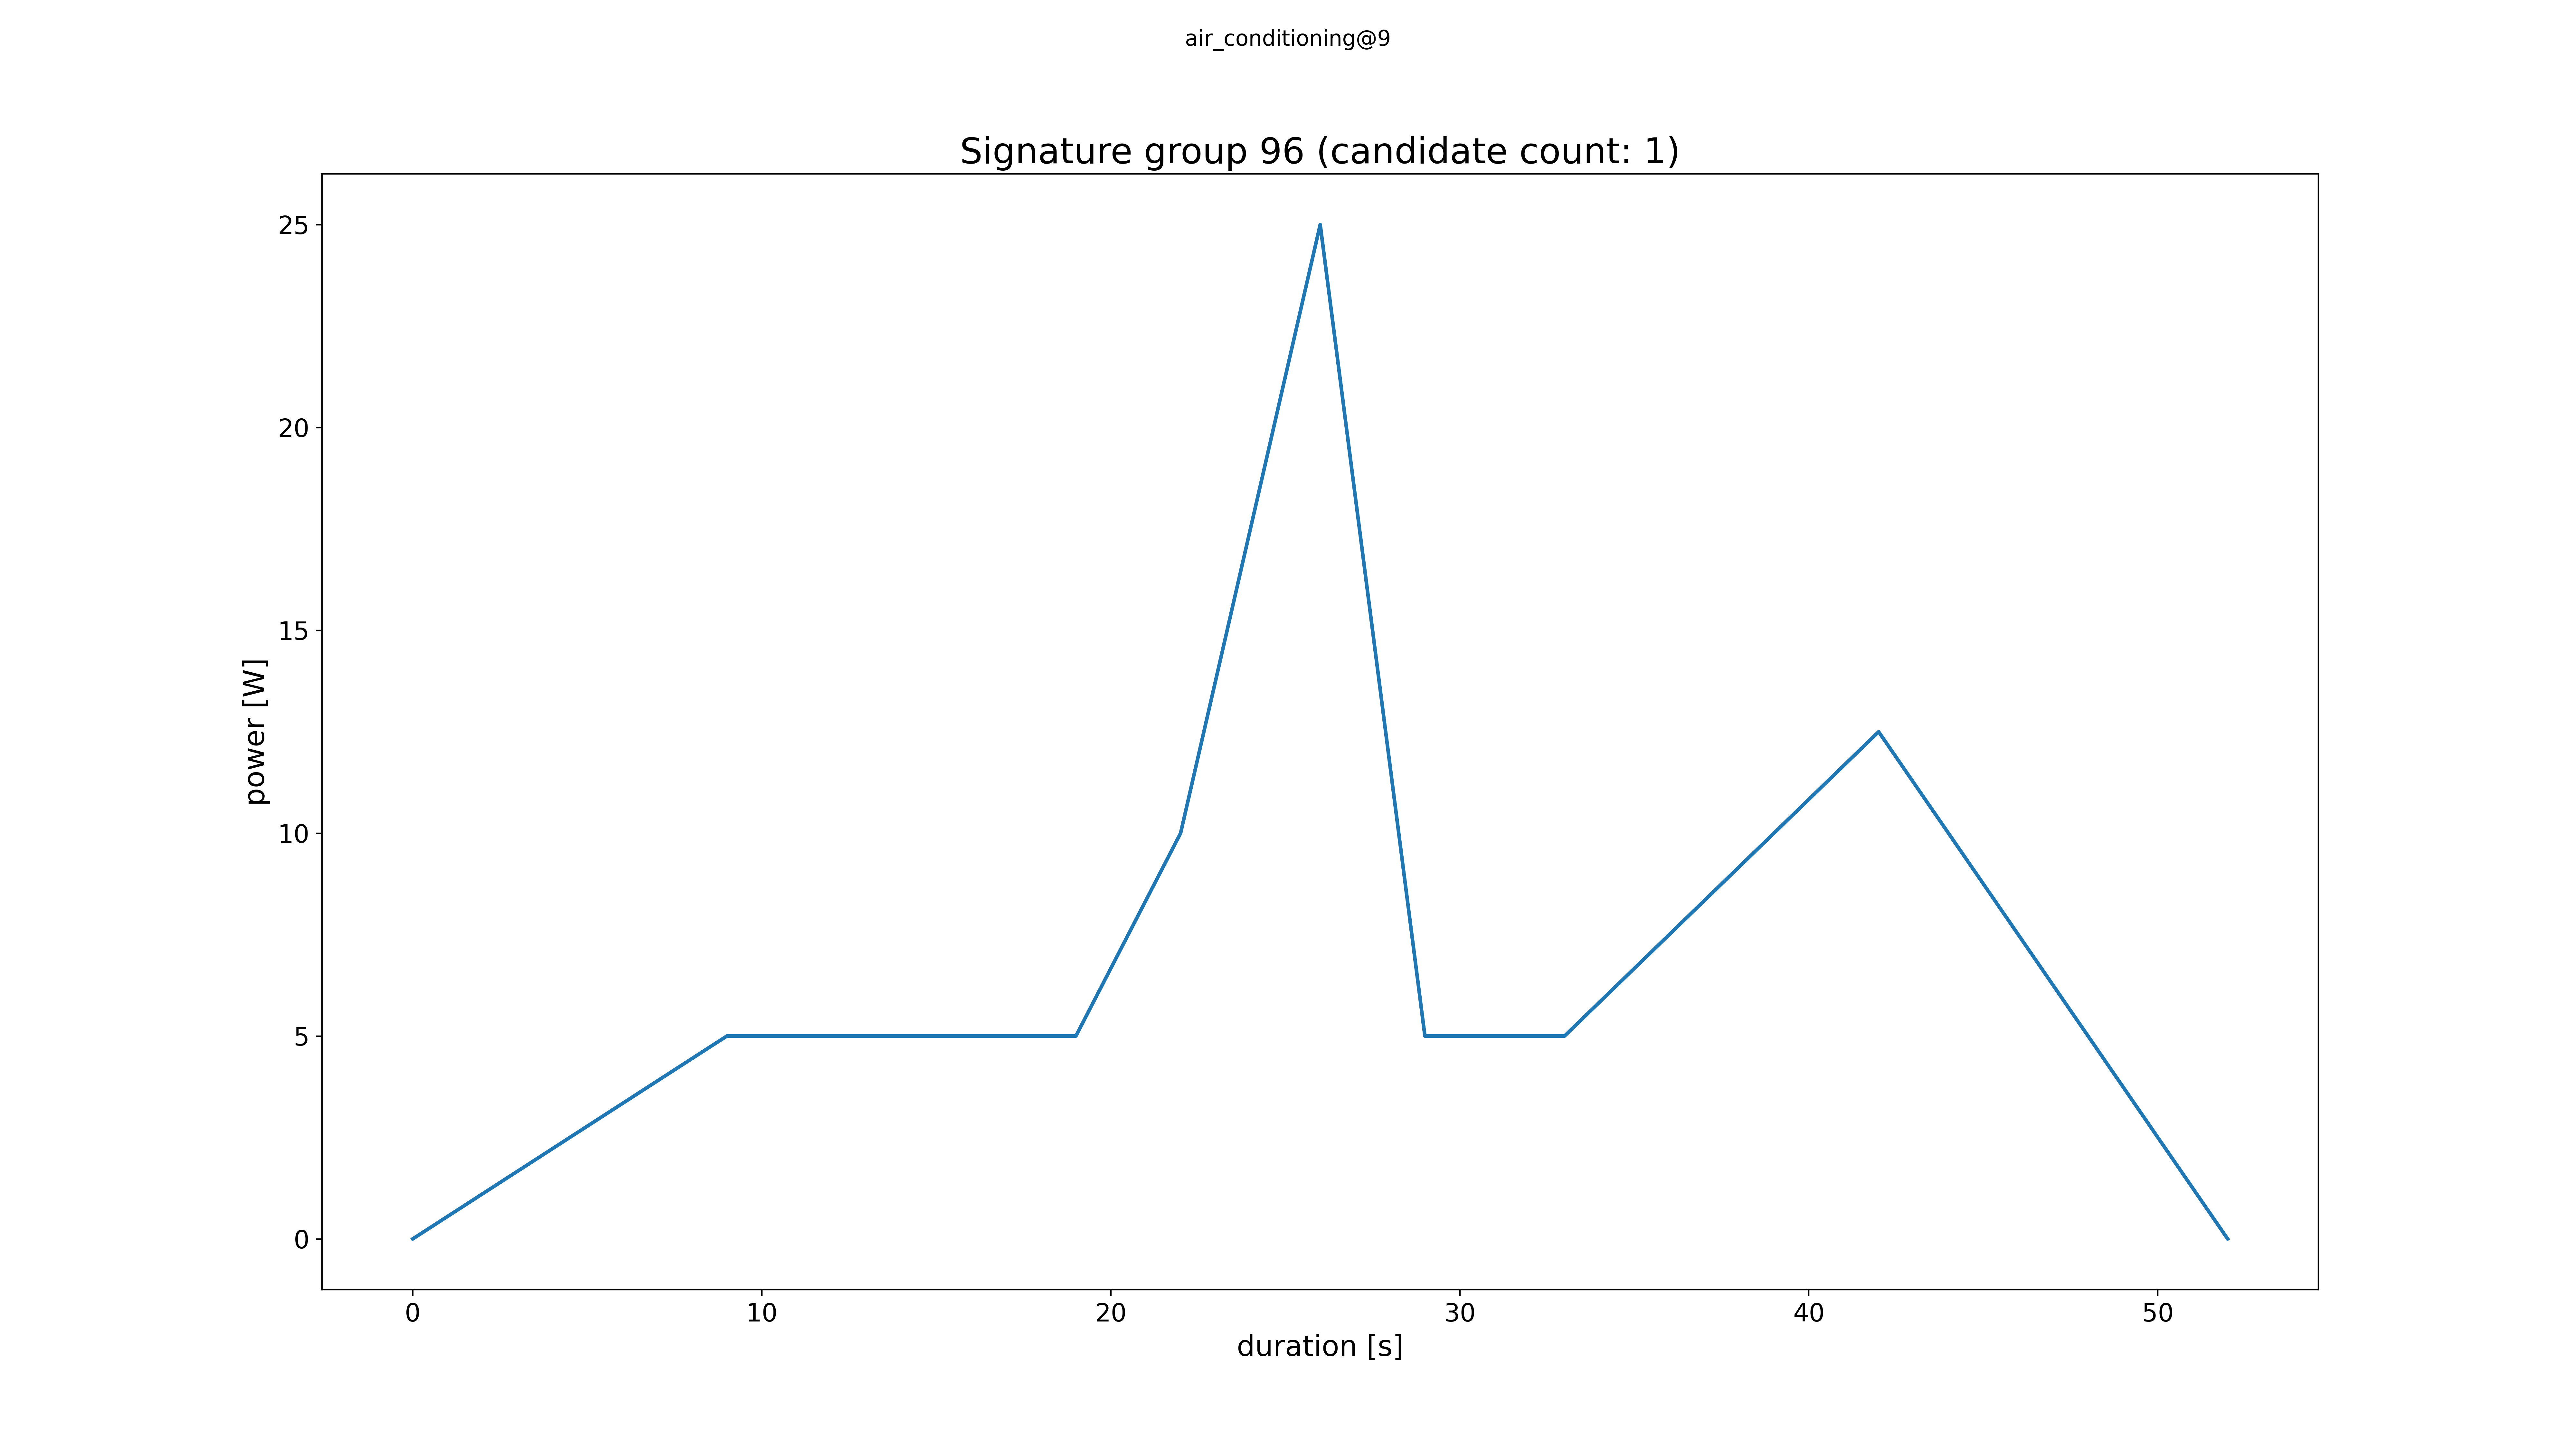 air_conditioning@9
Signature group 96 (candidate count: 1)
25
20
15
10
5
0
power [W]
0 10 20 30 40 50
duration [s]